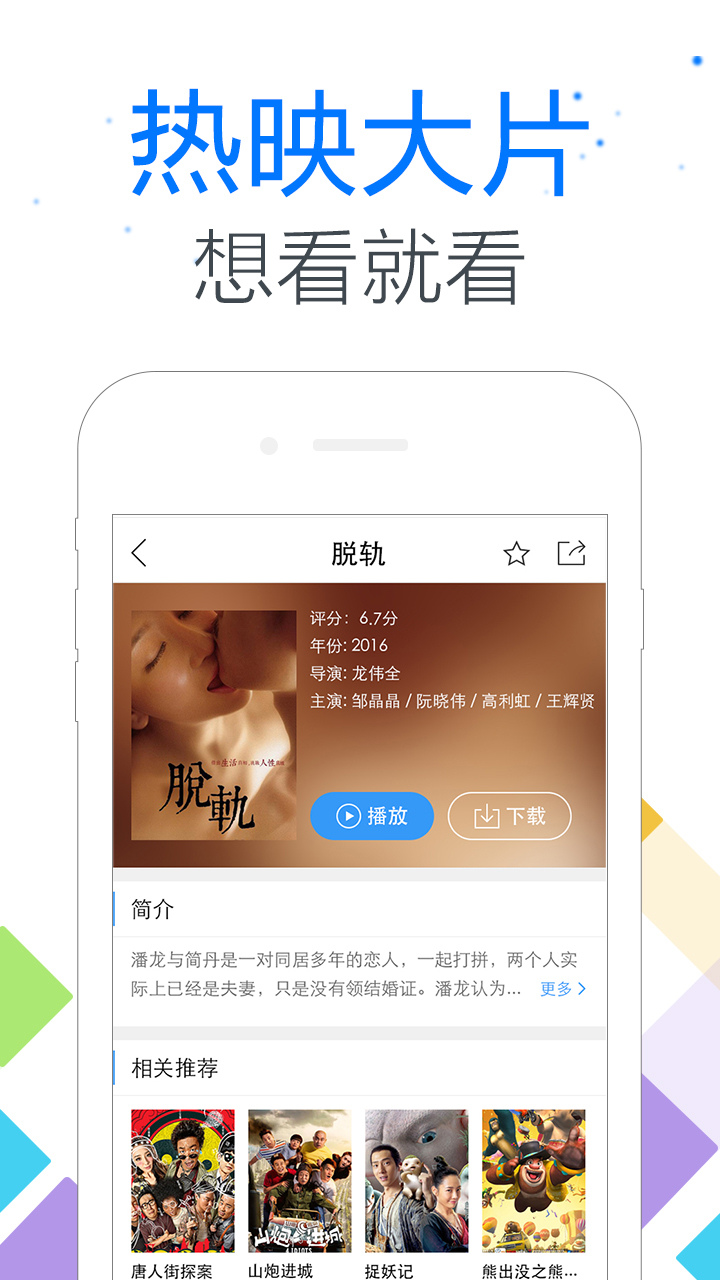 热映大片
想看就看
脱轨
评分: 6.7分
年份: 2016
导演: 龙伟全
主演: 邹晶晶 / 阮晓伟 / 高利虹 / 王辉贤
脫軌
播放
下载
简介
潘龙与简丹是一对同居多年的恋人，一起打拼，两个人实
际上已经是夫妻，只是没有领结婚证。潘龙认为... 更多
相关推荐
山炮进城
唐人街探案
山炮进城
捉妖记
熊出没之熊...